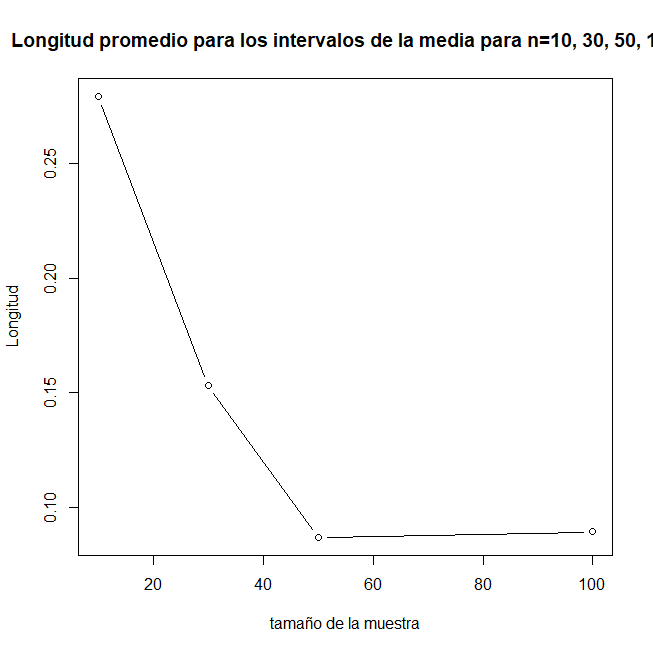 Longitud promedio para los intervalos de la media para n=10, 30, 50, 1
0.25
0.20
0.15
0.10
Longitud
20 40 60 80 100
tamaño de la muestra